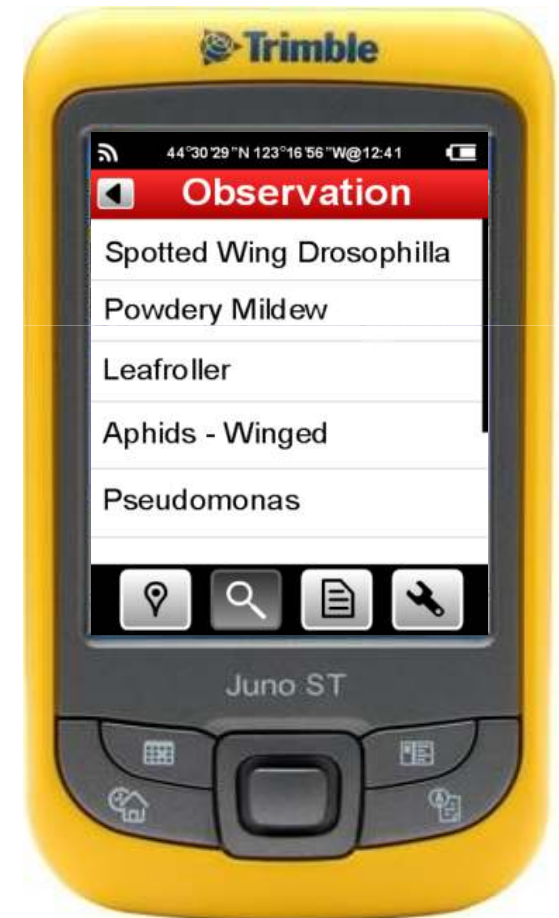 Trimble
44°30'29"N 123°16'56"W@12:41
Observation
Spotted Wing Drosophilla
Powdery Mildew
Leafroller
Aphids - Winged
Pseudomonas
Juno ST